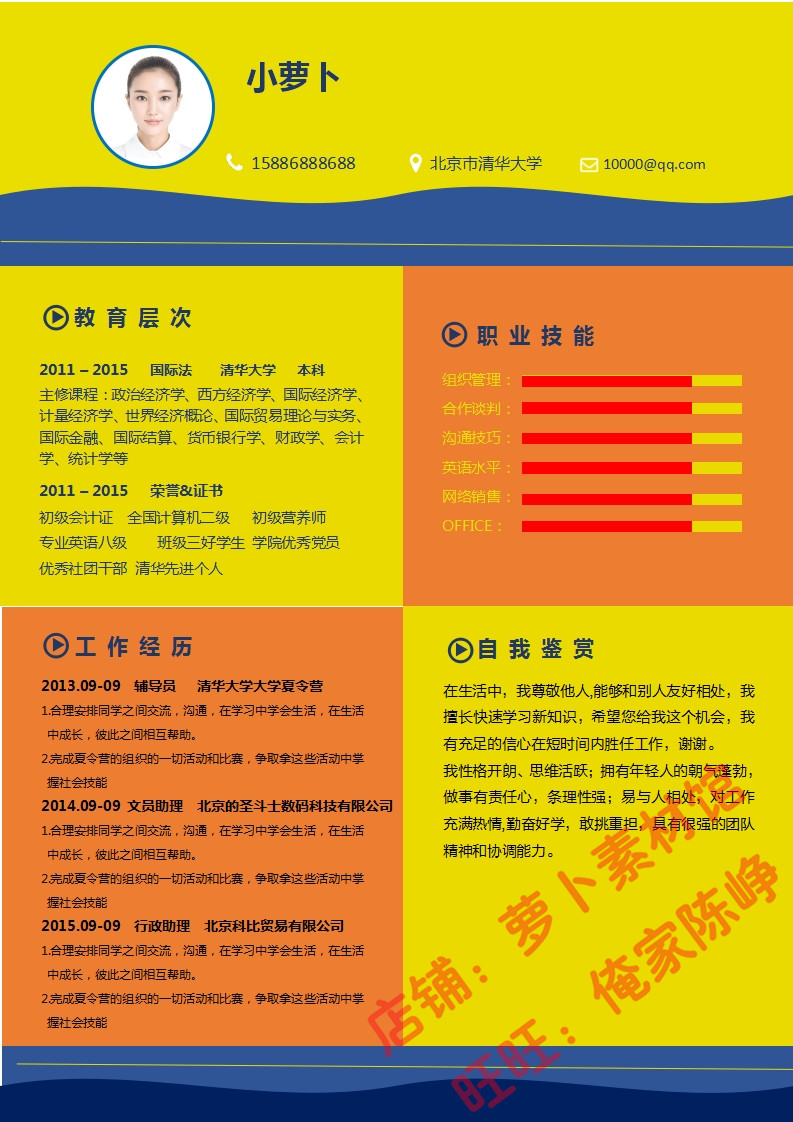 小萝卜
15886888688 北京市清华大学 10000@qq.com
教育层次
2011 – 2015 国际法 清华大学 本科
主修课程：政治经济学、西方经济学、国际经济学、
计量经济学、世界经济概论、国际贸易理论与实务、
国际金融、国际结算、货币银行学、财政学、会计
学、统计学等
2011 – 2015 荣誉&证书
初级会计证 全国计算机二级 初级营养师
专业英语八级 班级三好学生 学院优秀党员
优秀社团干部 清华先进个人
职业技能
组织管理：
合作谈判：
沟通技巧：
英语水平：
网络销售：
OFFICE：
工作经历
2013.09-09 辅导员 清华大学大学夏令营
1.合理安排同学之间交流，沟通，在学习中学会生活，在生活
中成长，彼此之间相互帮助。
2.完成夏令营的组织的一切活动和比赛，争取拿这些活动中掌
握社会技能
2014.09-09 文员助理 北京的圣斗士数码科技有限公司
1.合理安排同学之间交流，沟通，在学习中学会生活，在生活
中成长，彼此之间相互帮助。
2.完成夏令营的组织的一切活动和比赛，争取拿这些活动中掌
握社会技能
2015.09-09 行政助理 北京科比贸易有限公司
1.合理安排同学之间交流，沟通，在学习中学会生活，在生活
中成长，彼此之间相互帮助。
2.完成夏令营的组织的一切活动和比赛，争取拿这些活动中掌
握社会技能
自我鉴赏
在生活中，我尊敬他人,能够和别人友好相处，我
擅长快速学习新知识，希望您给我这个机会，我
有充足的信心在短时间内胜任工作，谢谢。
我性格开朗、思维活跃；拥有年轻人的朝气蓬勃，
做事有责任心，条理性强；易与人相处，对工作
充满热情,勤奋好学，敢挑重担，具有很强的团队
精神和协调能力。
店铺：萝卜素材馆
旺旺：俺家陈峥